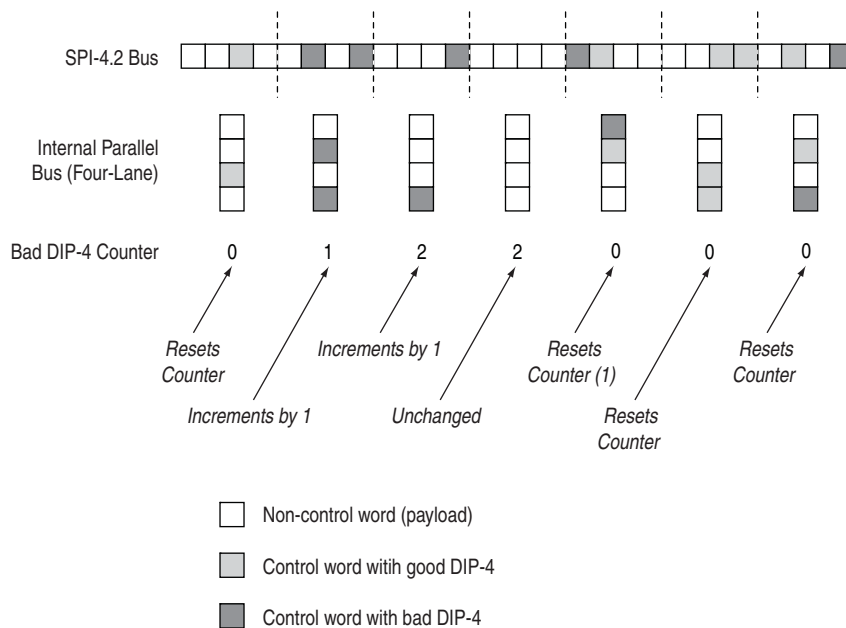 SPI-4.2 Bus
Internal Parallel
Bus (Four-Lane)
Bad DIP-4 Counter
0 1 2 2 0 0 0
Resets
Counter
Increments by 1
Increments by 1
Unchanged
Resets
Counter (1)
Resets
Counter
Resets
Counter
Non-control word (payload)
Control word witih good DIP-4
Control word with bad DIP-4